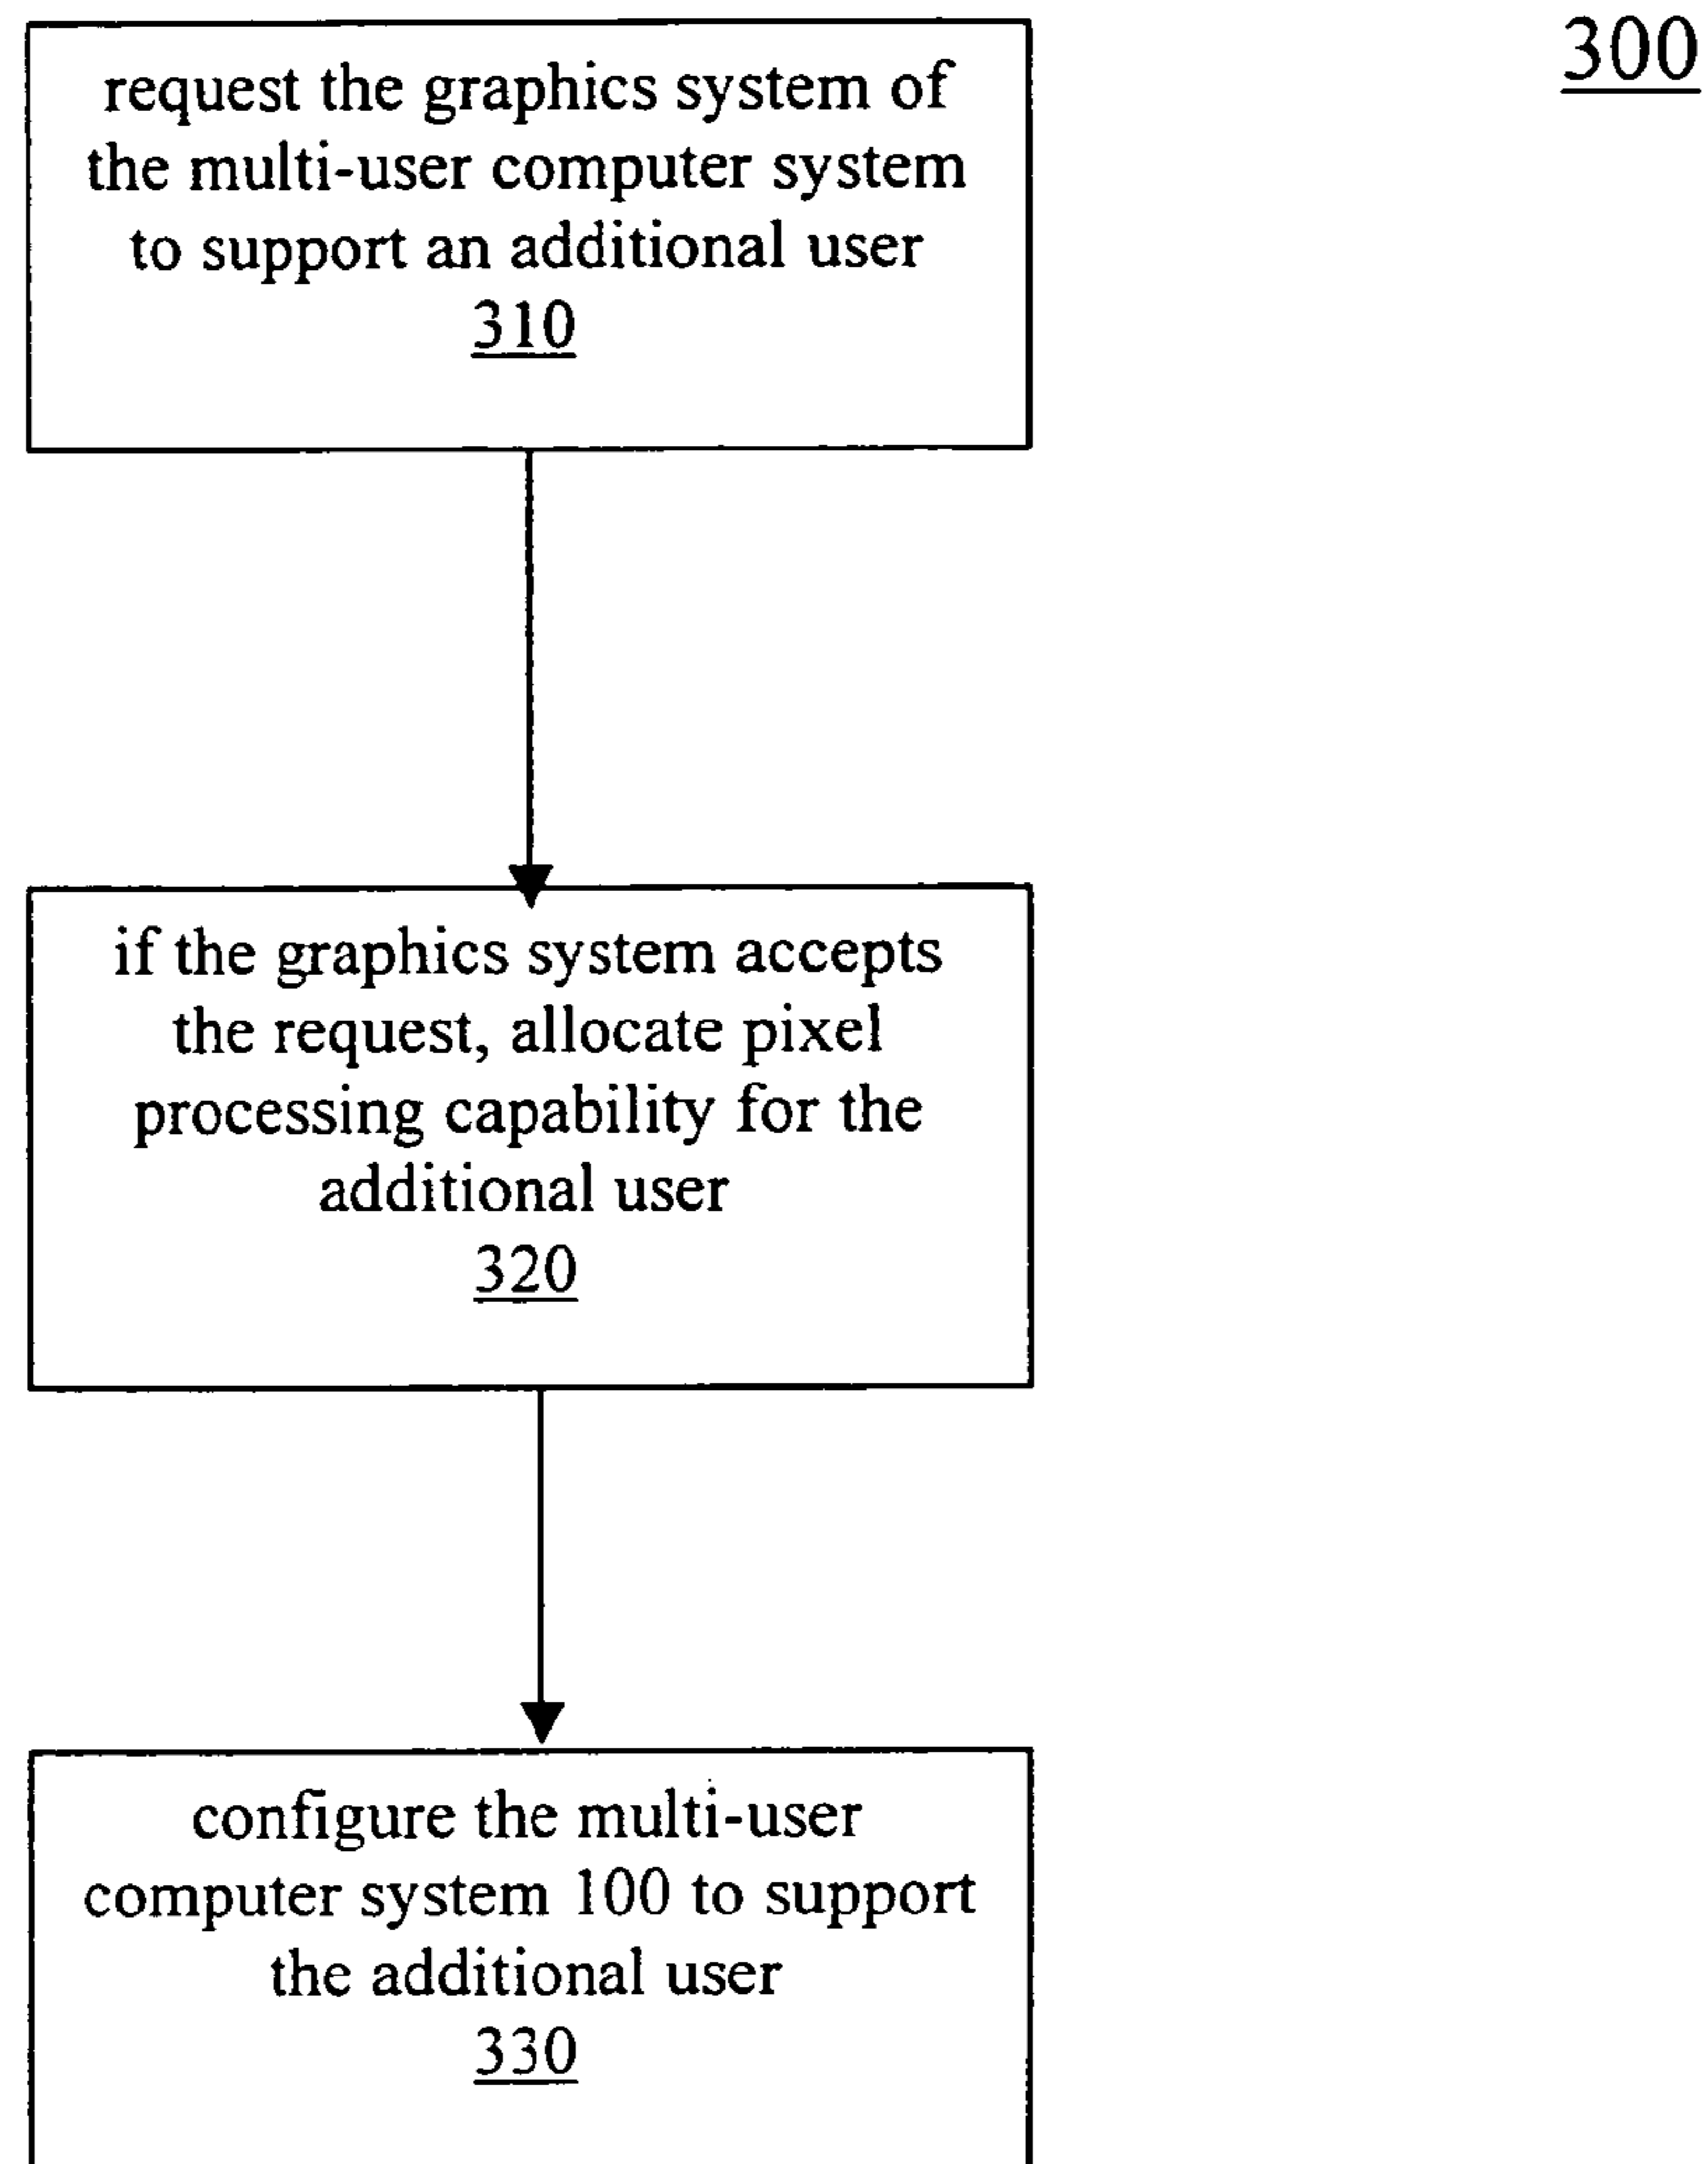 300
request the graphics system of
the multi-user computer system
to support an additional user
310
if the graphics system accepts
the request, allocate pixel
processing capability for the
additional user
320
configure the multi-user
computer system 100 to support
the additional user
330